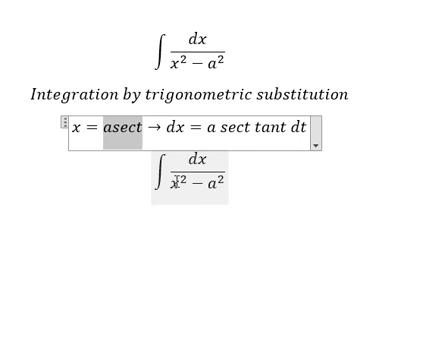 ∫ dx / (x² − a²)
Integration by trigonometric substitution
x = asect → dx = a sect tant dt
∫ dx / (x² − a²)